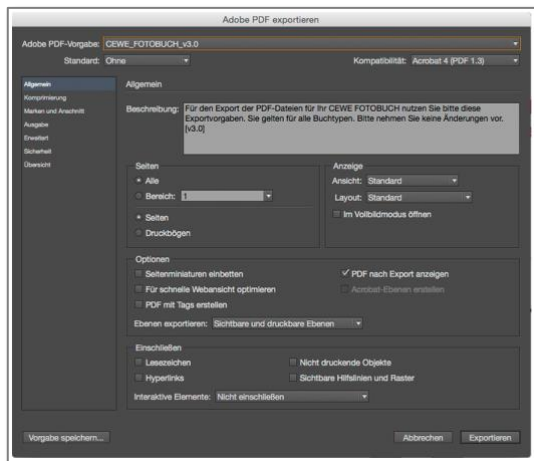 Adobe PDF exportieren
Adobe PDF-Vorgabe: CEWE_FOTOBUCH_v3.0
Standard: Ohne Kompatibilität: Acrobat 4 (PDF 1.3)
Allgemein
Komprimierung
Marken und Anschnitt
Ausgabe
Erweitert
Sicherheit
Übersicht
Allgemein
Beschreibung: Für den Export der PDF-Dateien für Ihr CEWE FOTOBUCH nutzen Sie bitte diese
Exportvorgaben. Sie gelten für alle Buchtypen. Bitte nehmen Sie keine Änderungen vor.
[v3.0]
Seiten
Alle
Bereich: 1
Seiten
Druckbögen
Anzeige
Ansicht: Standard
Layout: Standard
Im Vollbildmodus öffnen
Optionen
Seitenminiaturen einbetten
PDF nach Export anzeigen
Für schnelle Webansicht optimieren
Acrobat-Ebenen erstellen
PDF mit Tags erstellen
Ebenen exportieren: Sichtbare und druckbare Ebenen
Einschließen
Lesezeichen
Nicht druckende Objekte
Hyperlinks
Sichtbare Hilfslinien und Raster
Interaktive Elemente: Nicht einschließen
Vorgabe speichern... Abbrechen Exportieren